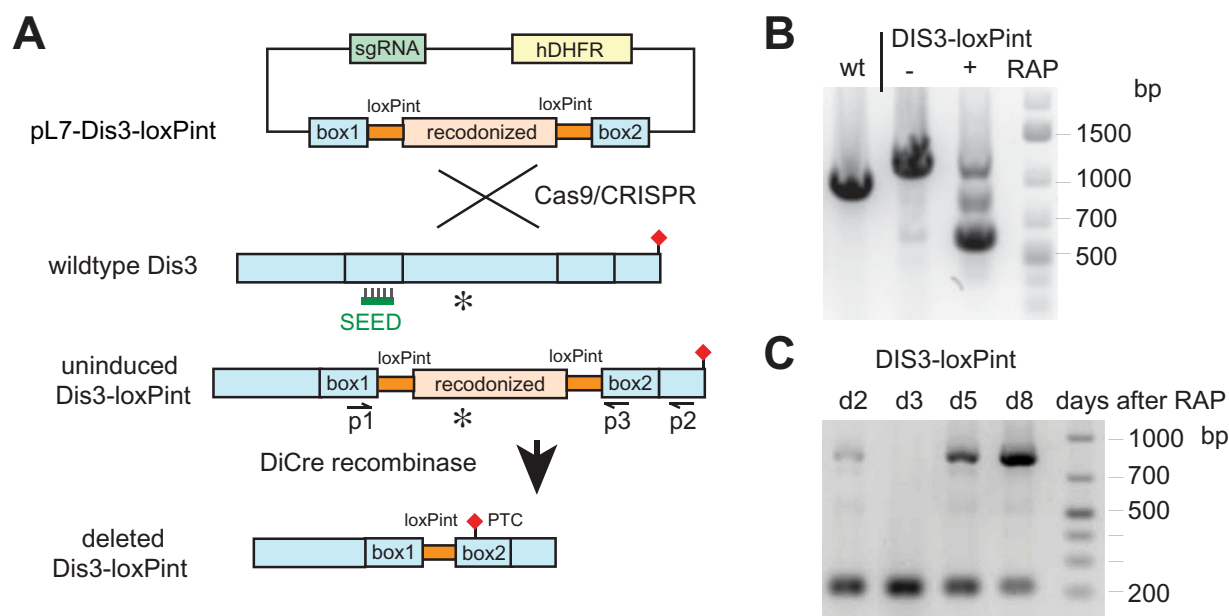 A
sgRNA
hDHFR
loxPint
loxPint
pL7-Dis3-loxPint
box1
recodonized
box2
Cas9/CRISPR
wildtype Dis3
*
SEED
uninduced
Dis3-loxPint
loxPint
loxPint
box1
recodonized
box2
p1
*
p3
p2
DiCre recombinase
deleted
Dis3-loxPint
loxPint
PTC
box1
box2
B
DIS3-loxPint
wt
-
+
RAP
bp
1500
1000
700
500
C
DIS3-loxPint
d2 d3 d5 d8 days after RAP
1000 bp
700
500
200